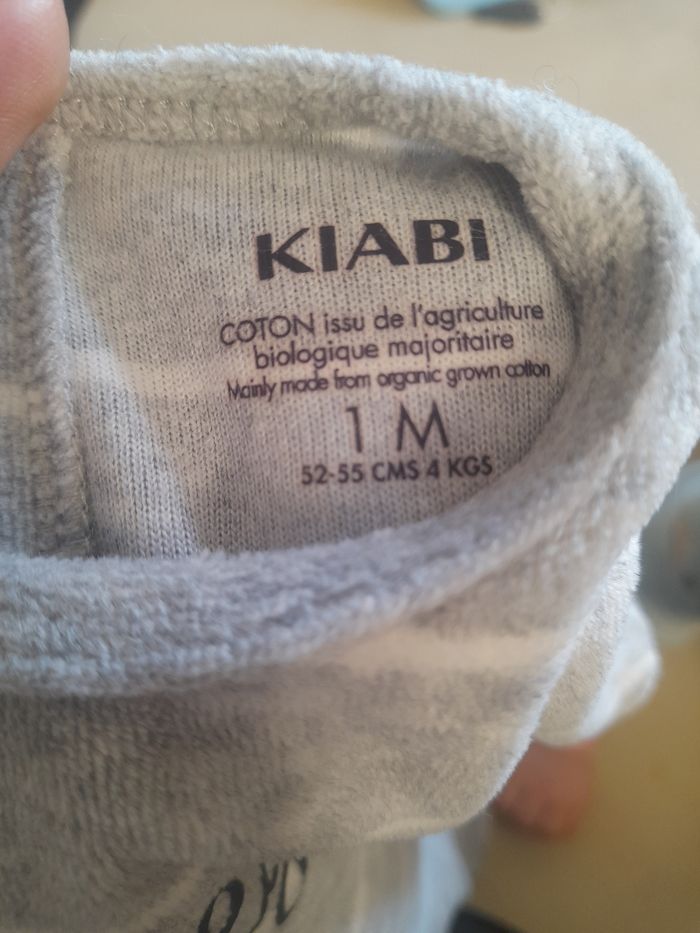 KIABI
COTON issu de l'agriculture
biologique majoritaire
Mainly made from organic grown cotton
1 M
52-55 CMS 4 KGS